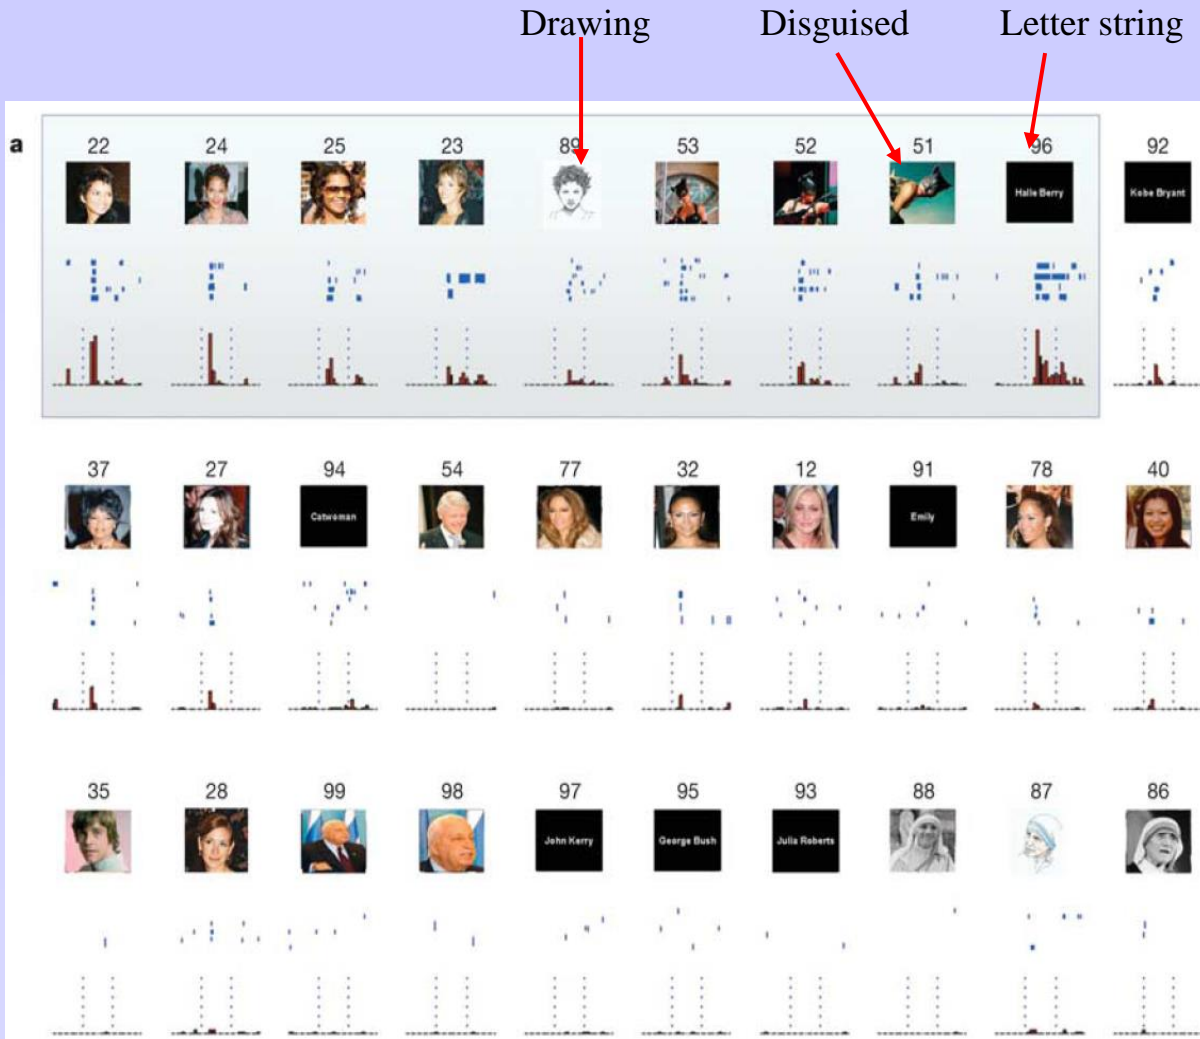 Drawing Disguised Letter string
a 22 24 25 23 89 53 52 51 96 92
Halle Berry Kobe Bryant
37 27 94 54 77 32 12 91 78 40
Catwoman Emily
35 28 99 98 97 95 93 88 87 86
John Kerry George Bush Julia Roberts